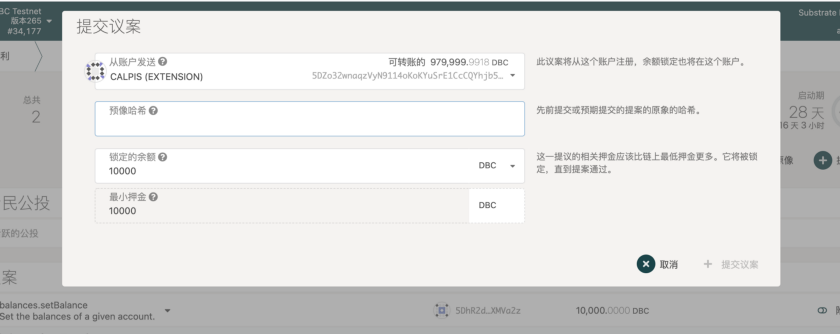 BC Testnet
版本265
#34,177
Substrate
提交议案
利
从账户发送
可转账的 979,999.9918 DBC
CALPIS (EXTENSION)
5DZo32wnaqzVyN9114oKoKYuSrE1CcCQYhjb5…
此议案将从这个账户注册,余额锁定也将在这个账户。
总共
2
启动期
28 天
16 天 3 小时
预像哈希
先前提交或预期提交的提案的原象的哈希。
锁定的余额
10000
DBC
这一提议的相关押金应该比链上最低押金更多。它将被锁
定,直到提案通过。
像
最小押金
10000
DBC
民公投
跃的公投
取消
提交议案
案
balances.setBalance
Set the balances of a given account.
5DhRZd…XMVo2z
10,000.0000 DBC